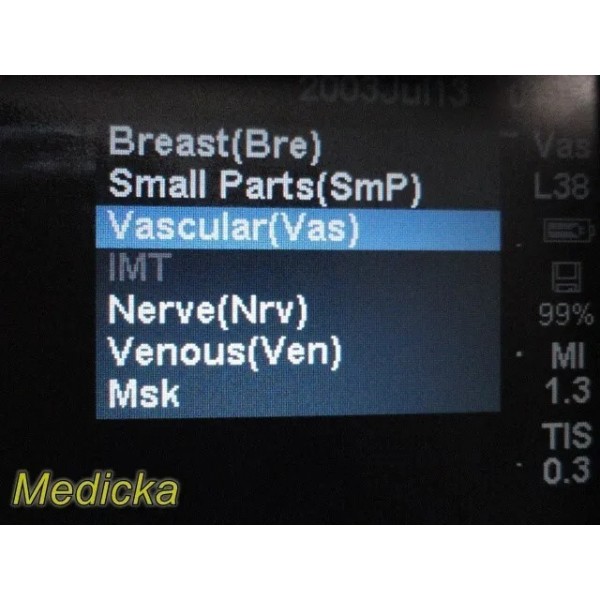 2003Jul13
Breast(Bre)
Small Parts(SmP)
Vascular(Vas)
IMT
Nerve(Nrv)
Venous(Ven)
Msk
Vas
L38
99%
MI
1.3
TIS
0.3
Medicka